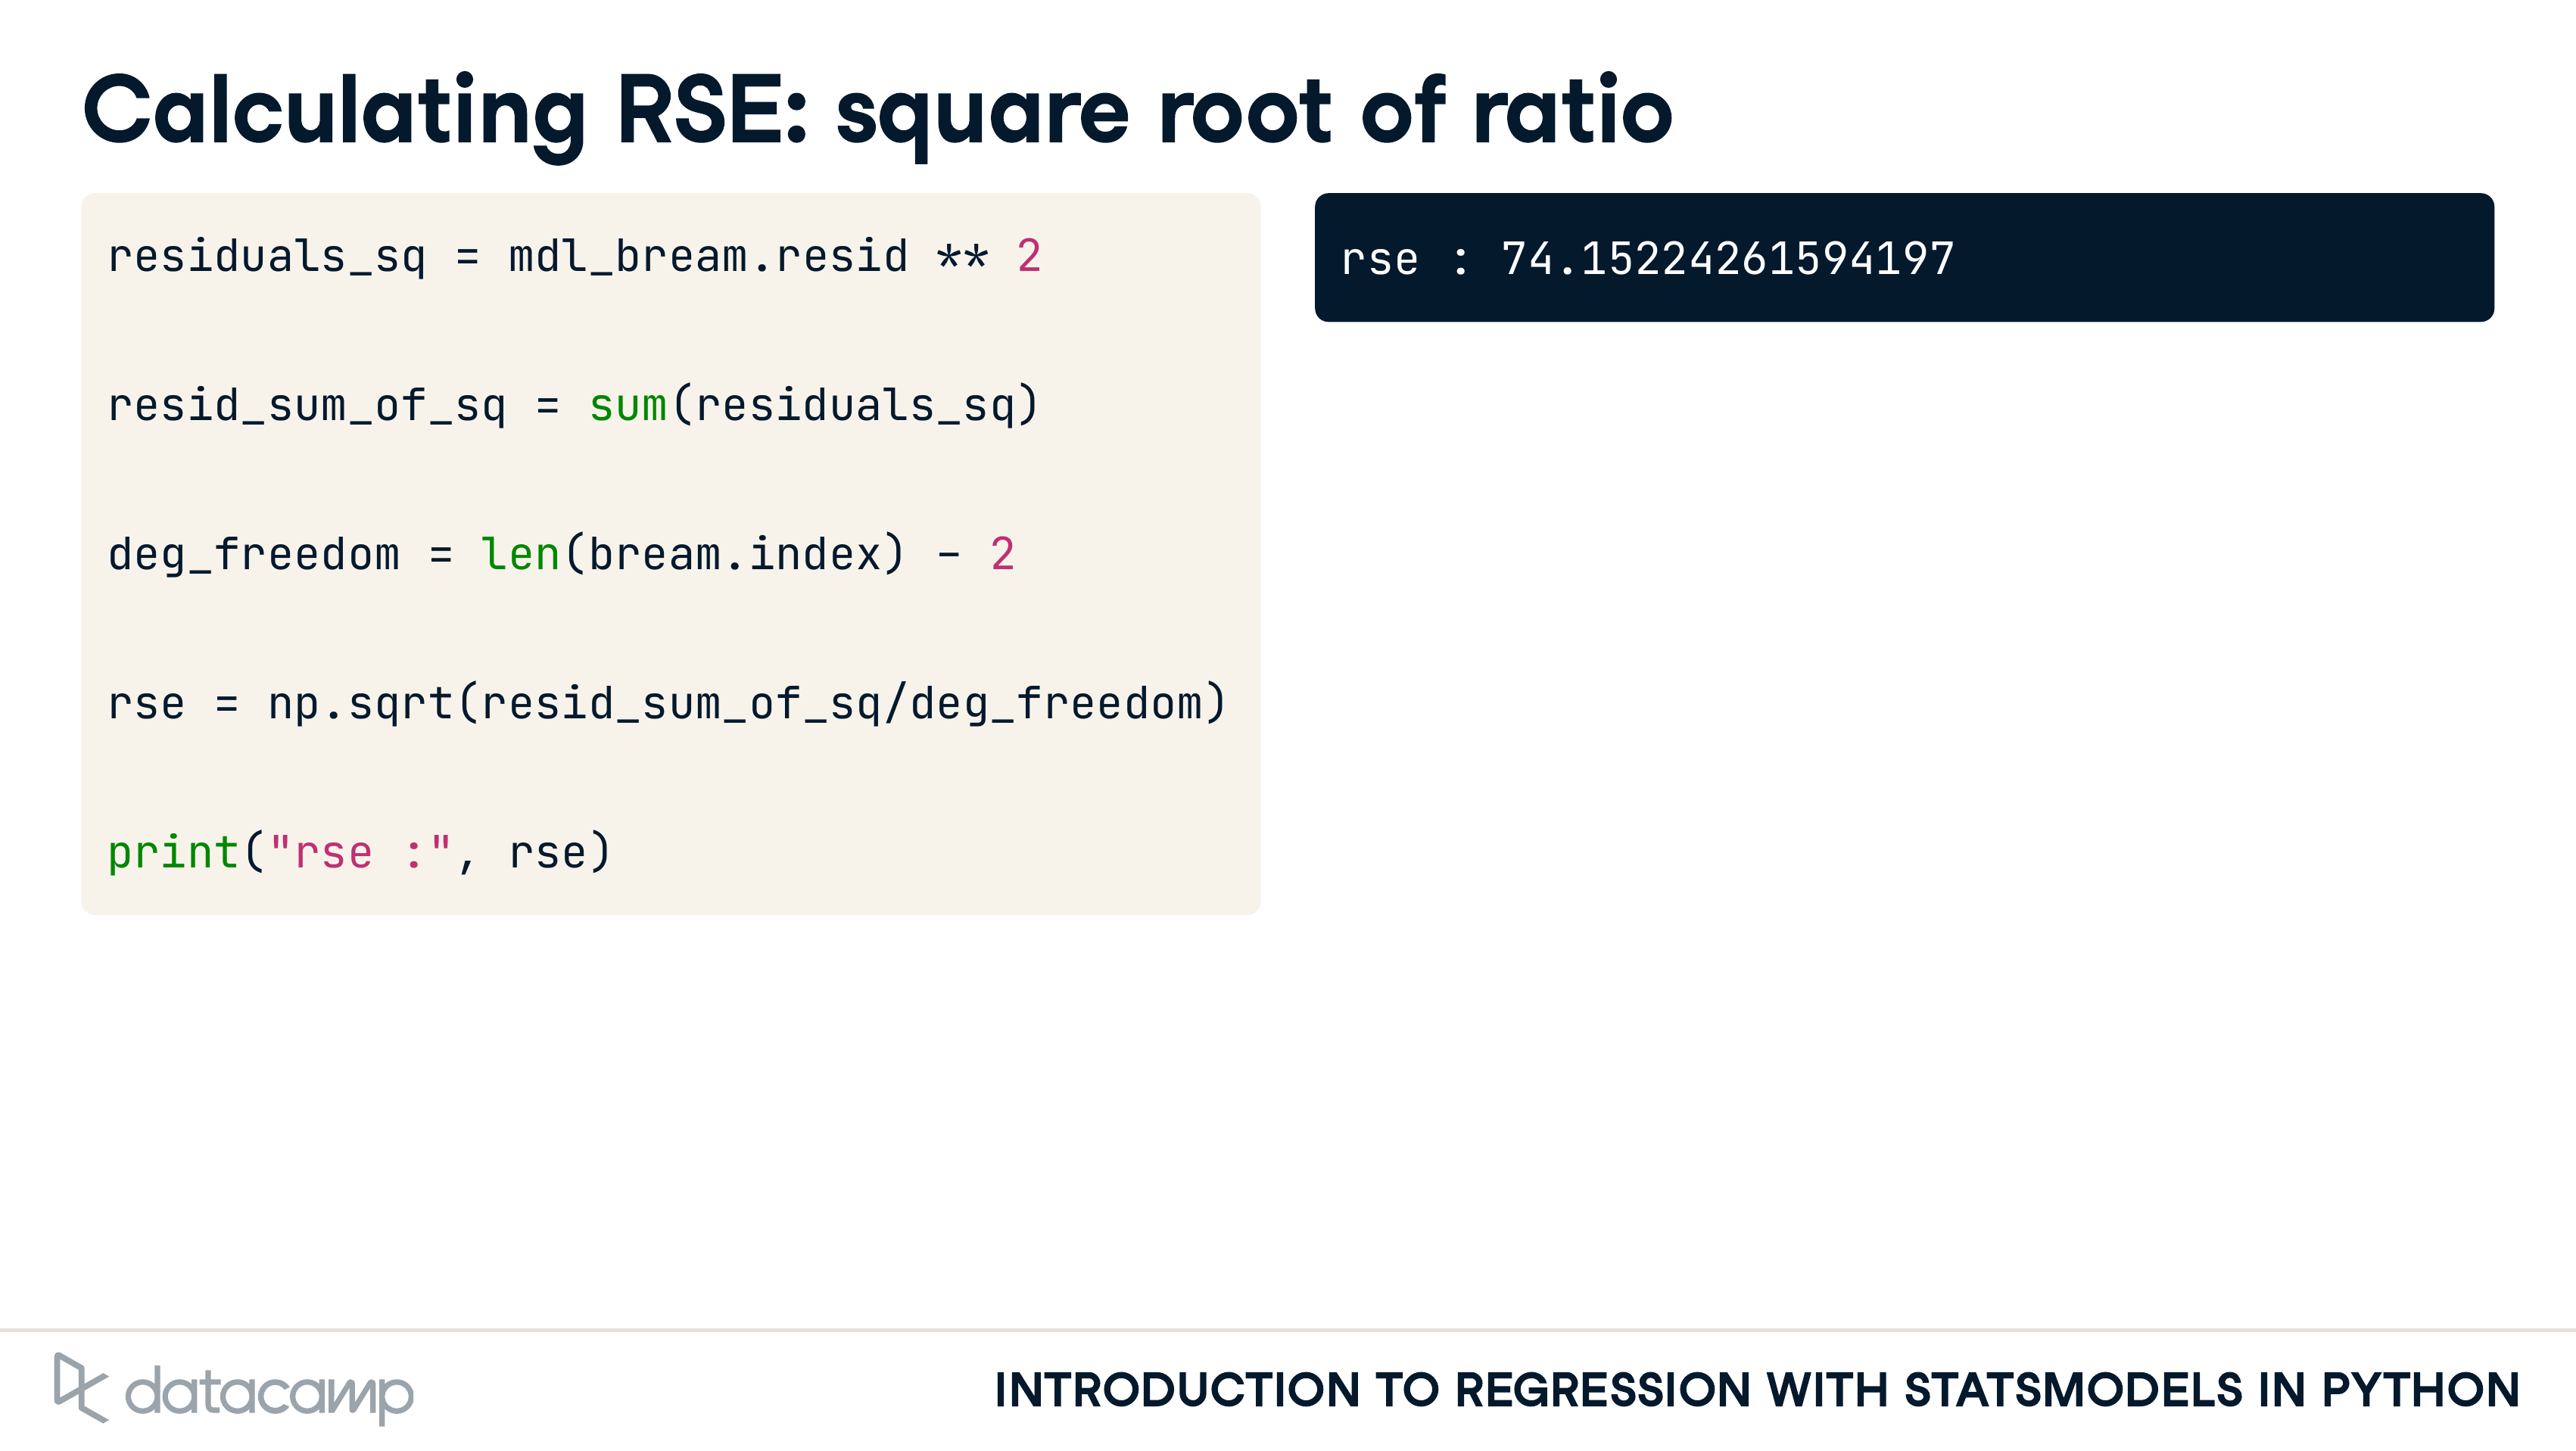 Calculating RSE: square root of ratio
residuals_sq = mdl_bream.resid ** 2
resid_sum_of_sq = sum(residuals_sq)
deg_freedom = len(bream.index) - 2
rse = np.sqrt(resid_sum_of_sq/deg_freedom)
print("rse :", rse)
rse : 74.15224261594197
datacamp
INTRODUCTION TO REGRESSION WITH STATSMODELS IN PYTHON